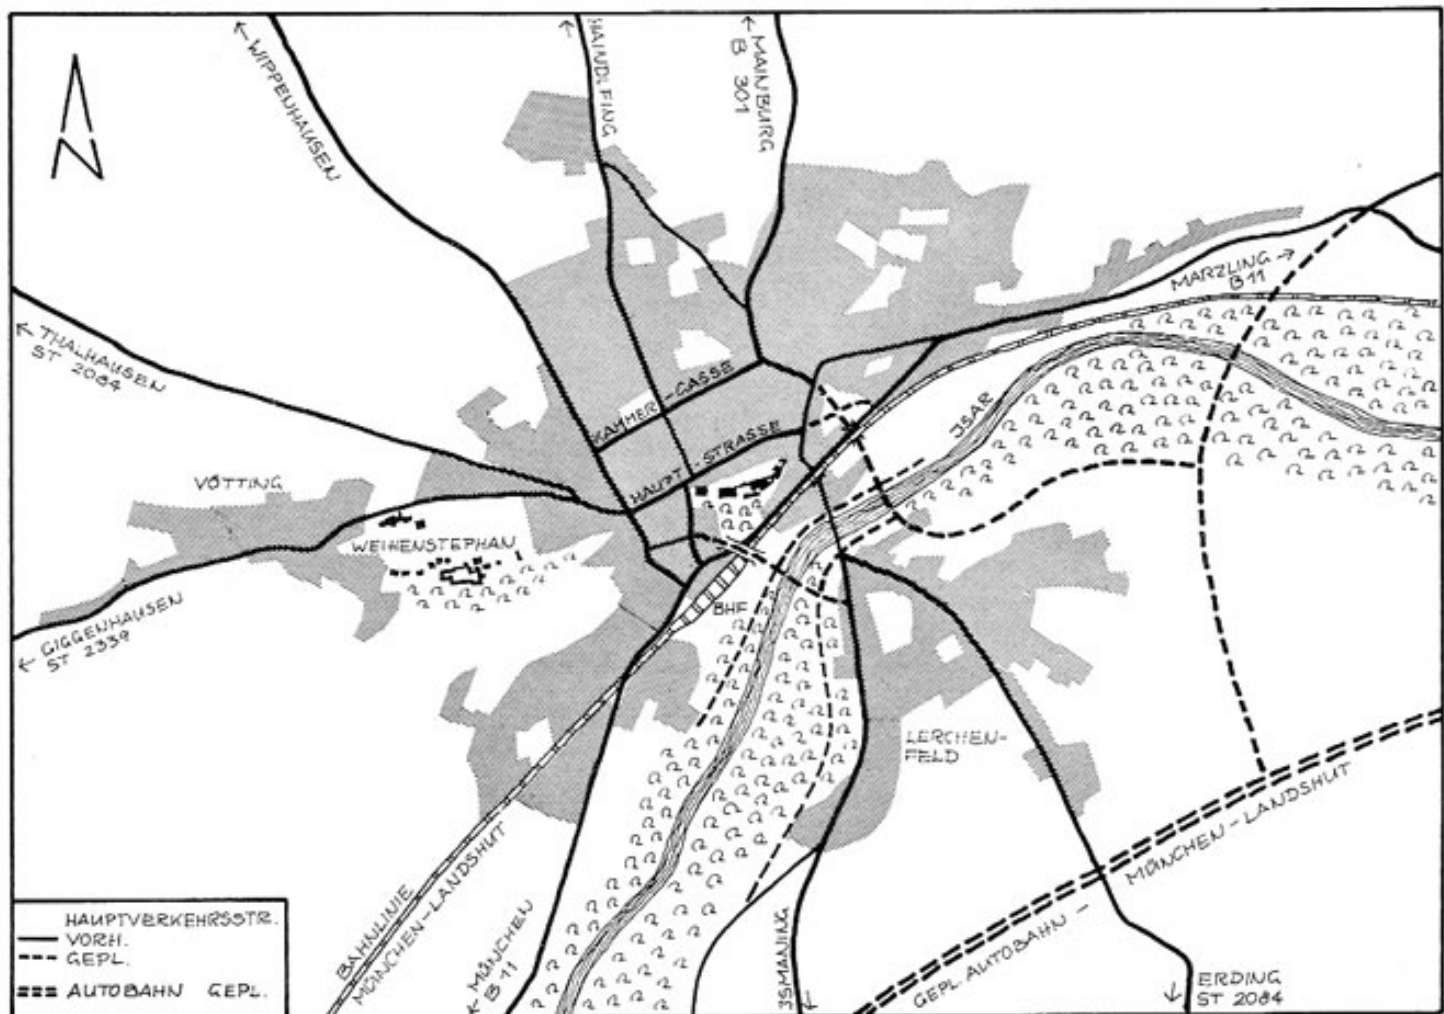 WIPPENHAUSEN
HAINDLFING
MAINBURG
B 301
MARZLING
B 11
THALHAUSEN
ST 2084
KAMMER-GASSE
HAUPT-STRASSE
JSAR
VÖTTING
WEIHENSTEPHAN
GIGGENHAUSEN
ST 2339
BHF
LERCHEN-
FELD
BAHNLINIE
MÜNCHEN-LANDSHUT
MÜNCHEN
B 11
JSMANING
GEPL. AUTOBAHN - MÜNCHEN-LANDSHUT
ERDING
ST 2084
HAUPTVERKEHRSSTR.
VORH.
GEPL.
AUTOBAHN GEPL.